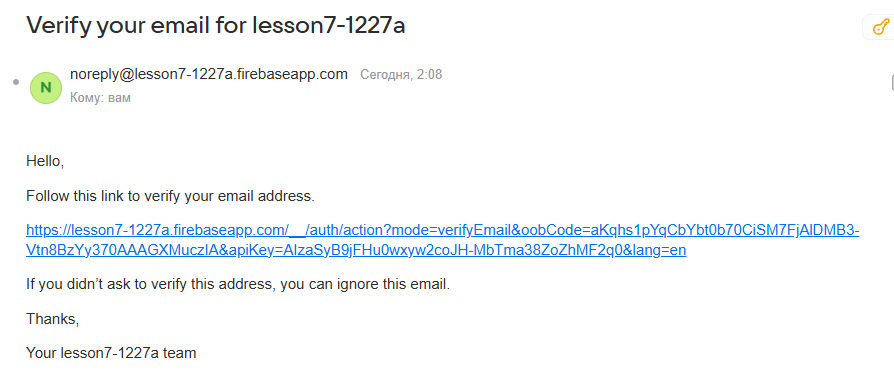 Verify your email for lesson7-1227a
N
noreply@lesson7-1227a.firebaseapp.com Сегодня, 2:08
Кому: вам
Hello,
Follow this link to verify your email address.
https://lesson7-1227a.firebaseapp.com/__/auth/action?mode=verifyEmail&oobCode=aKqhs1pYqCbYbt0b70CiSM7FjAlDMB3-
Vtn8BzYy370AAAGXMuczIA&apiKey=AIzaSyB9jFHu0wxyw2coJH-MbTma38ZoZhMF2q0&lang=en
If you didn’t ask to verify this address, you can ignore this email.
Thanks,
Your lesson7-1227a team